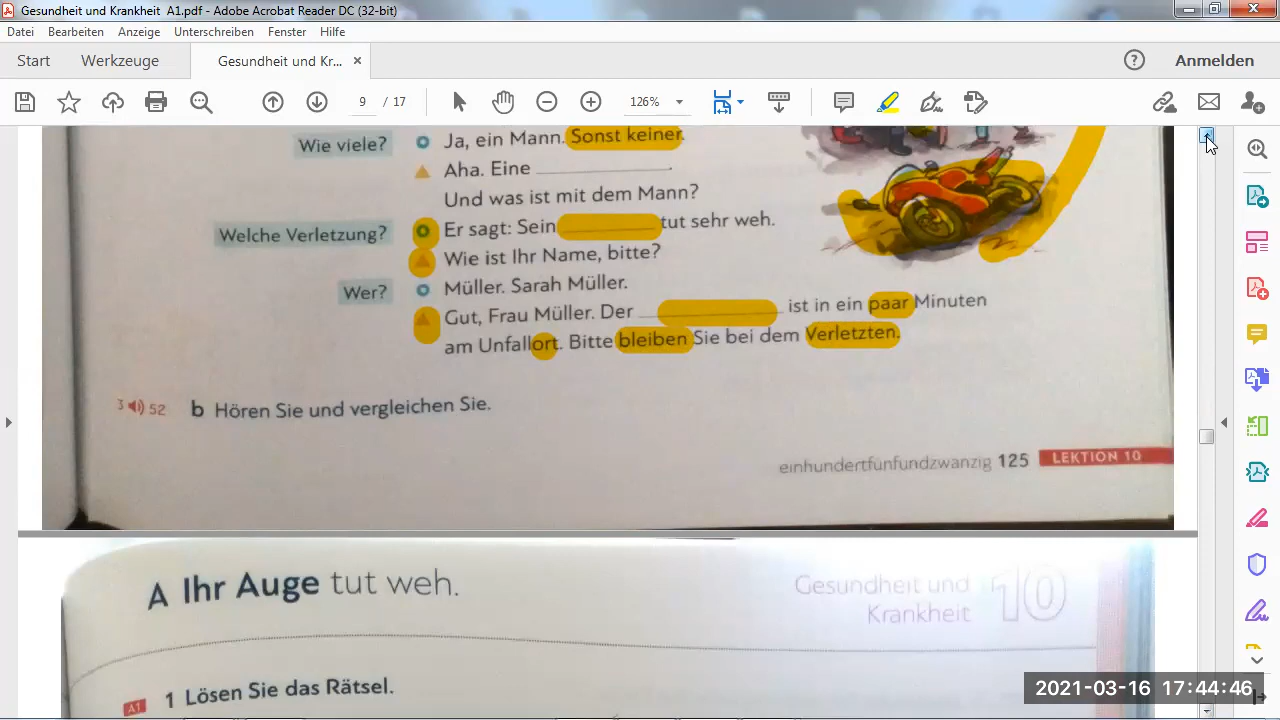 Gesundheit und Krankheit A1.pdf - Adobe Acrobat Reader DC (32-bit)
Datei Bearbeiten Anzeige Unterschreiben Fenster Hilfe
Start Werkzeuge Gesundheit und Kr... × Anmelden
9 / 17 126%
Wie viele? Ja, ein Mann. Sonst keiner.
Aha. Eine ____________.
Und was ist mit dem Mann?
Welche Verletzung? Er sagt: Sein ____________ tut sehr weh.
Wie ist Ihr Name, bitte?
Wer? Müller. Sarah Müller.
Gut, Frau Müller. Der ____________ ist in ein paar Minuten
am Unfallort. Bitte bleiben Sie bei dem Verletzten.
3 52 b Hören Sie und vergleichen Sie.
einhundertfünfundzwanzig 125 LEKTION 10
A Ihr Auge tut weh.
Gesundheit und
Krankheit 10
A1 1 Lösen Sie das Rätsel.
2021-03-16 17:44:46